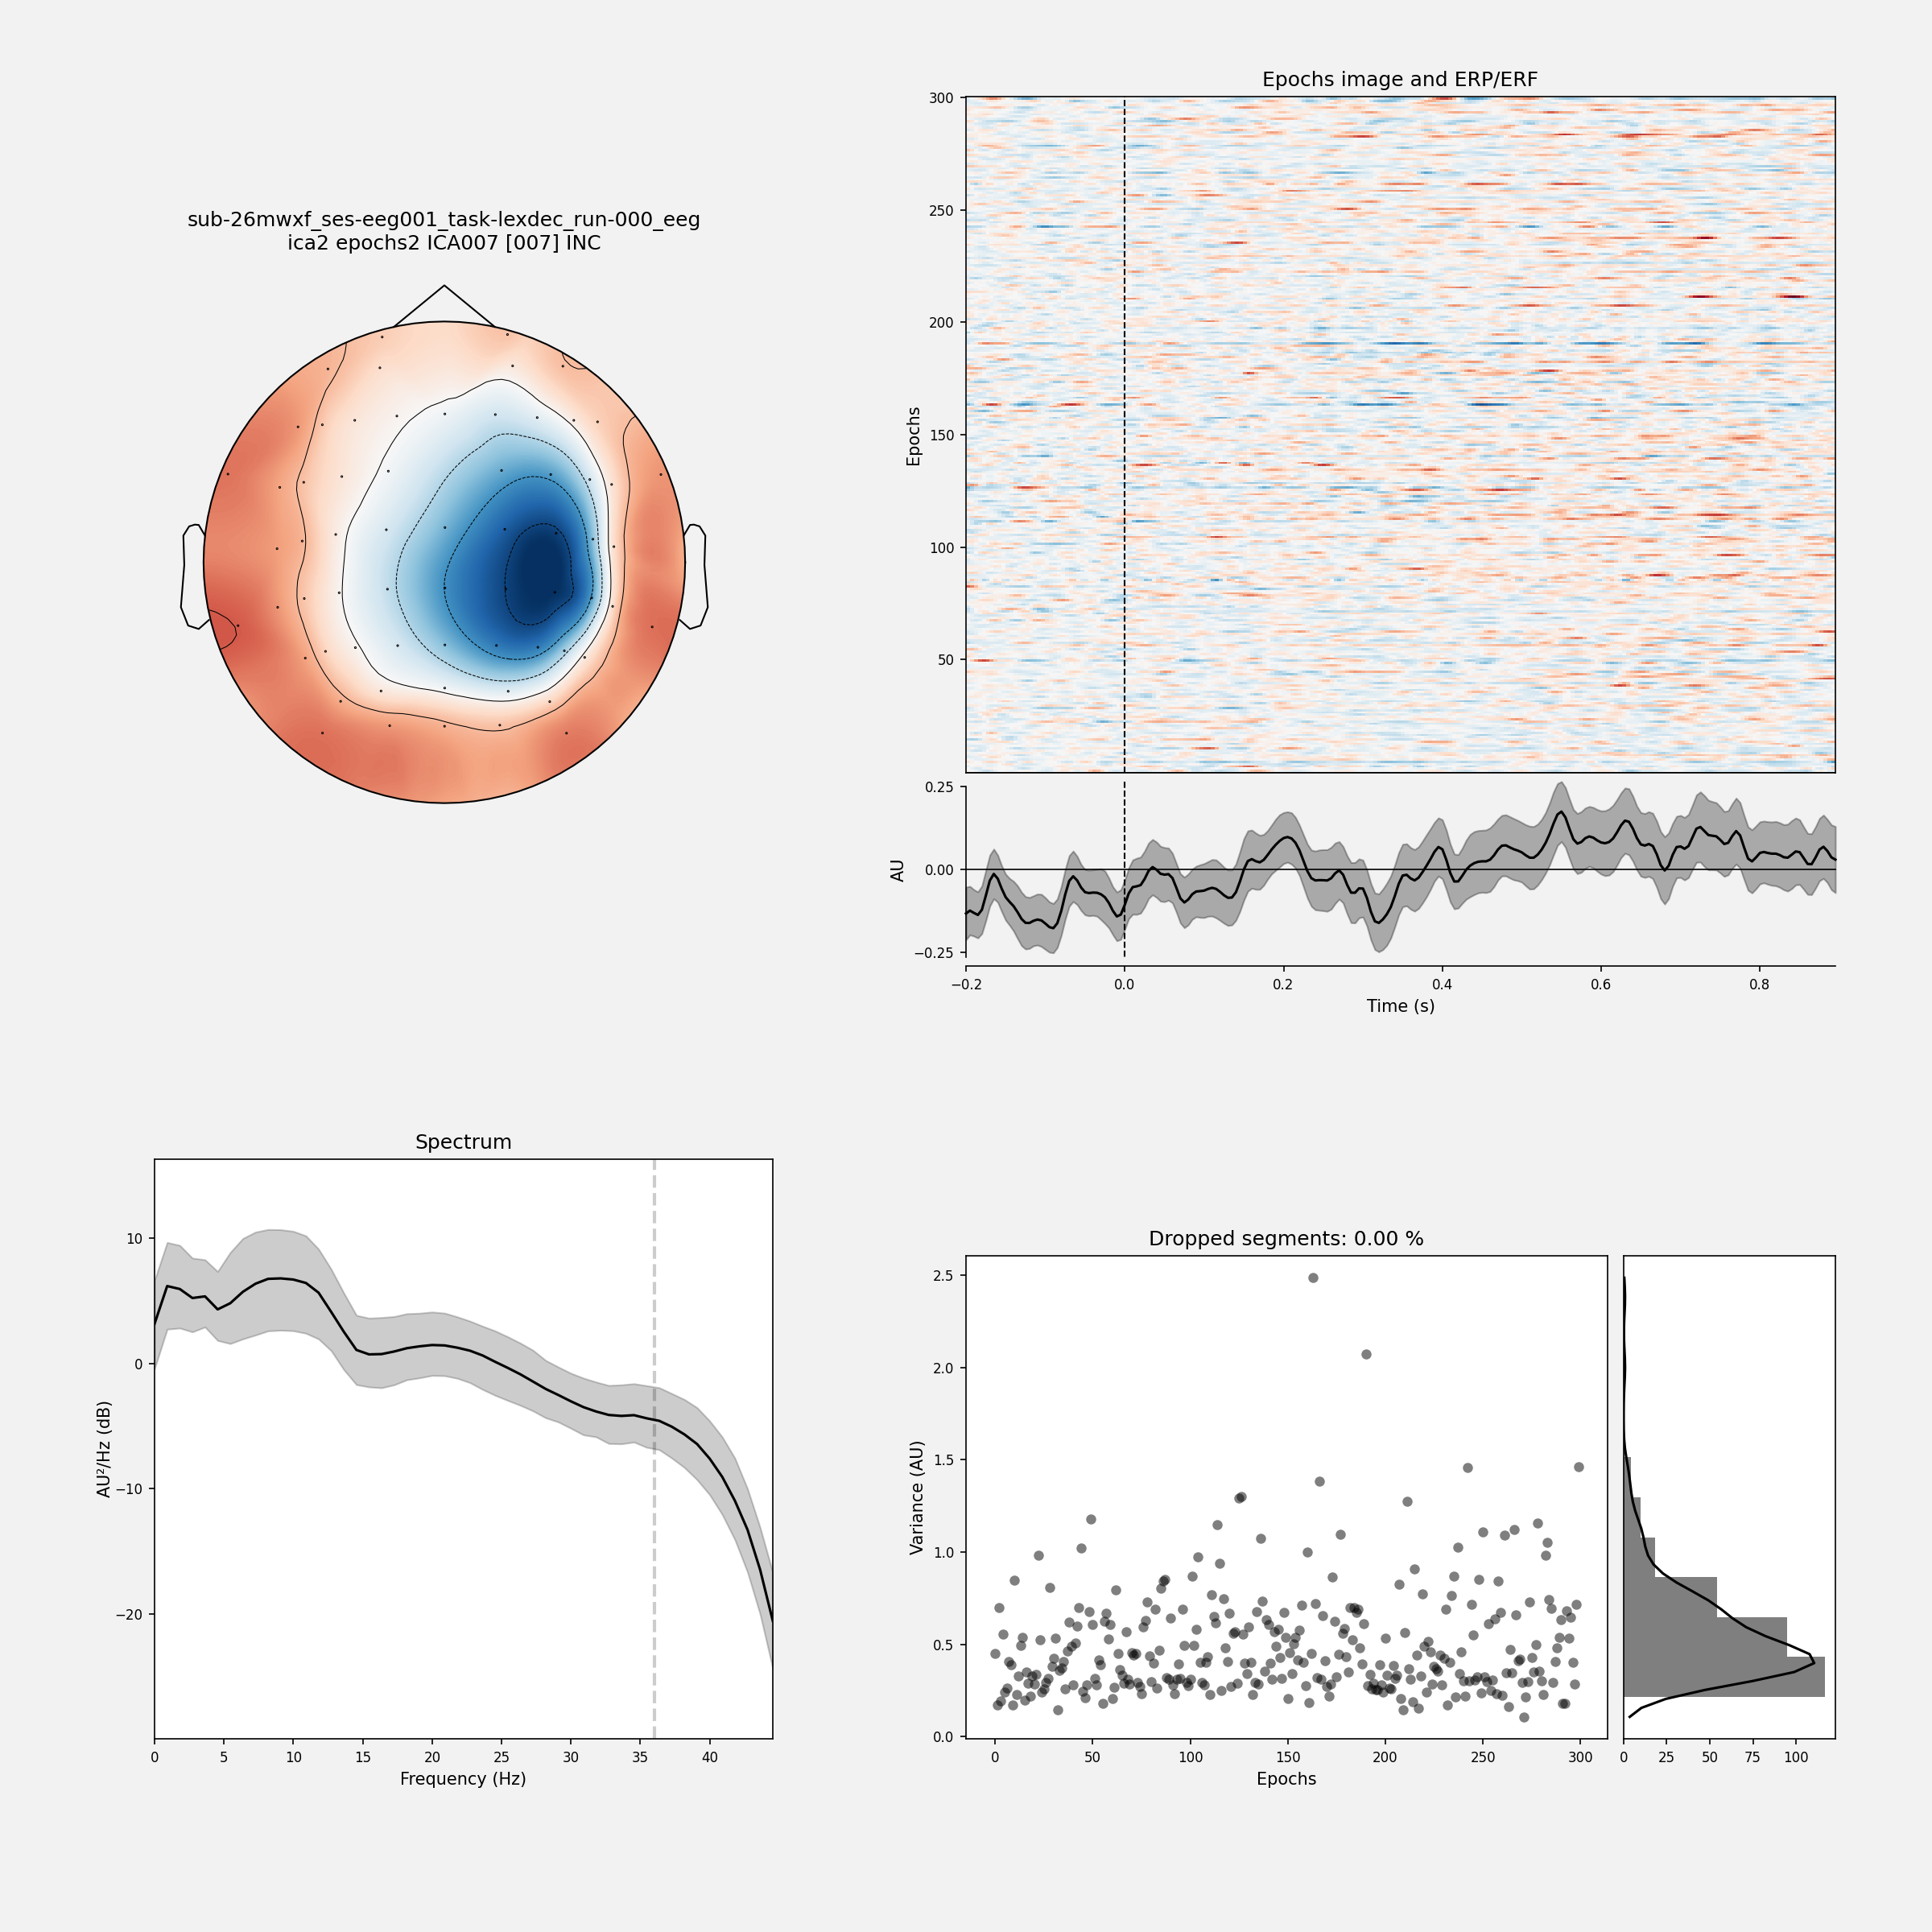 sub-26mwxf_ses-eeg001_task-lexdec_run-000_eeg
ica2 epochs2 ICA007 [007] INC
Epochs image and ERP/ERF
300
250
200
150
100
50
Epochs
0.25
0.00
−0.25
AU
−0.2 0.0 0.2 0.4 0.6 0.8
Time (s)
Spectrum
10
0
−10
−20
AU²/Hz (dB)
0 5 10 15 20 25 30 35 40
Frequency (Hz)
Dropped segments: 0.00 %
2.5
2.0
1.5
1.0
0.5
0.0
Variance (AU)
0 50 100 150 200 250 300
Epochs
0 25 50 75 100